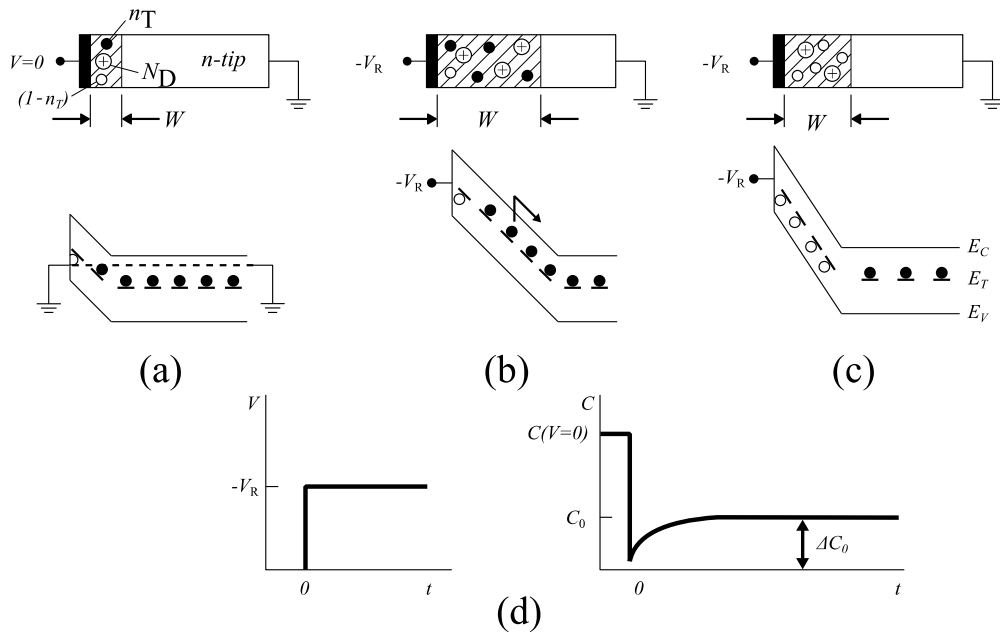 n_T
V=0
N_D
n-tip
(1-n_T)
W
-V_R
W
-V_R
W
-V_R
-V_R
E_C
E_T
E_V
(a)
(b)
(c)
V
-V_R
0
t
C
C(V=0)
C_0
ΔC_0
0
t
(d)